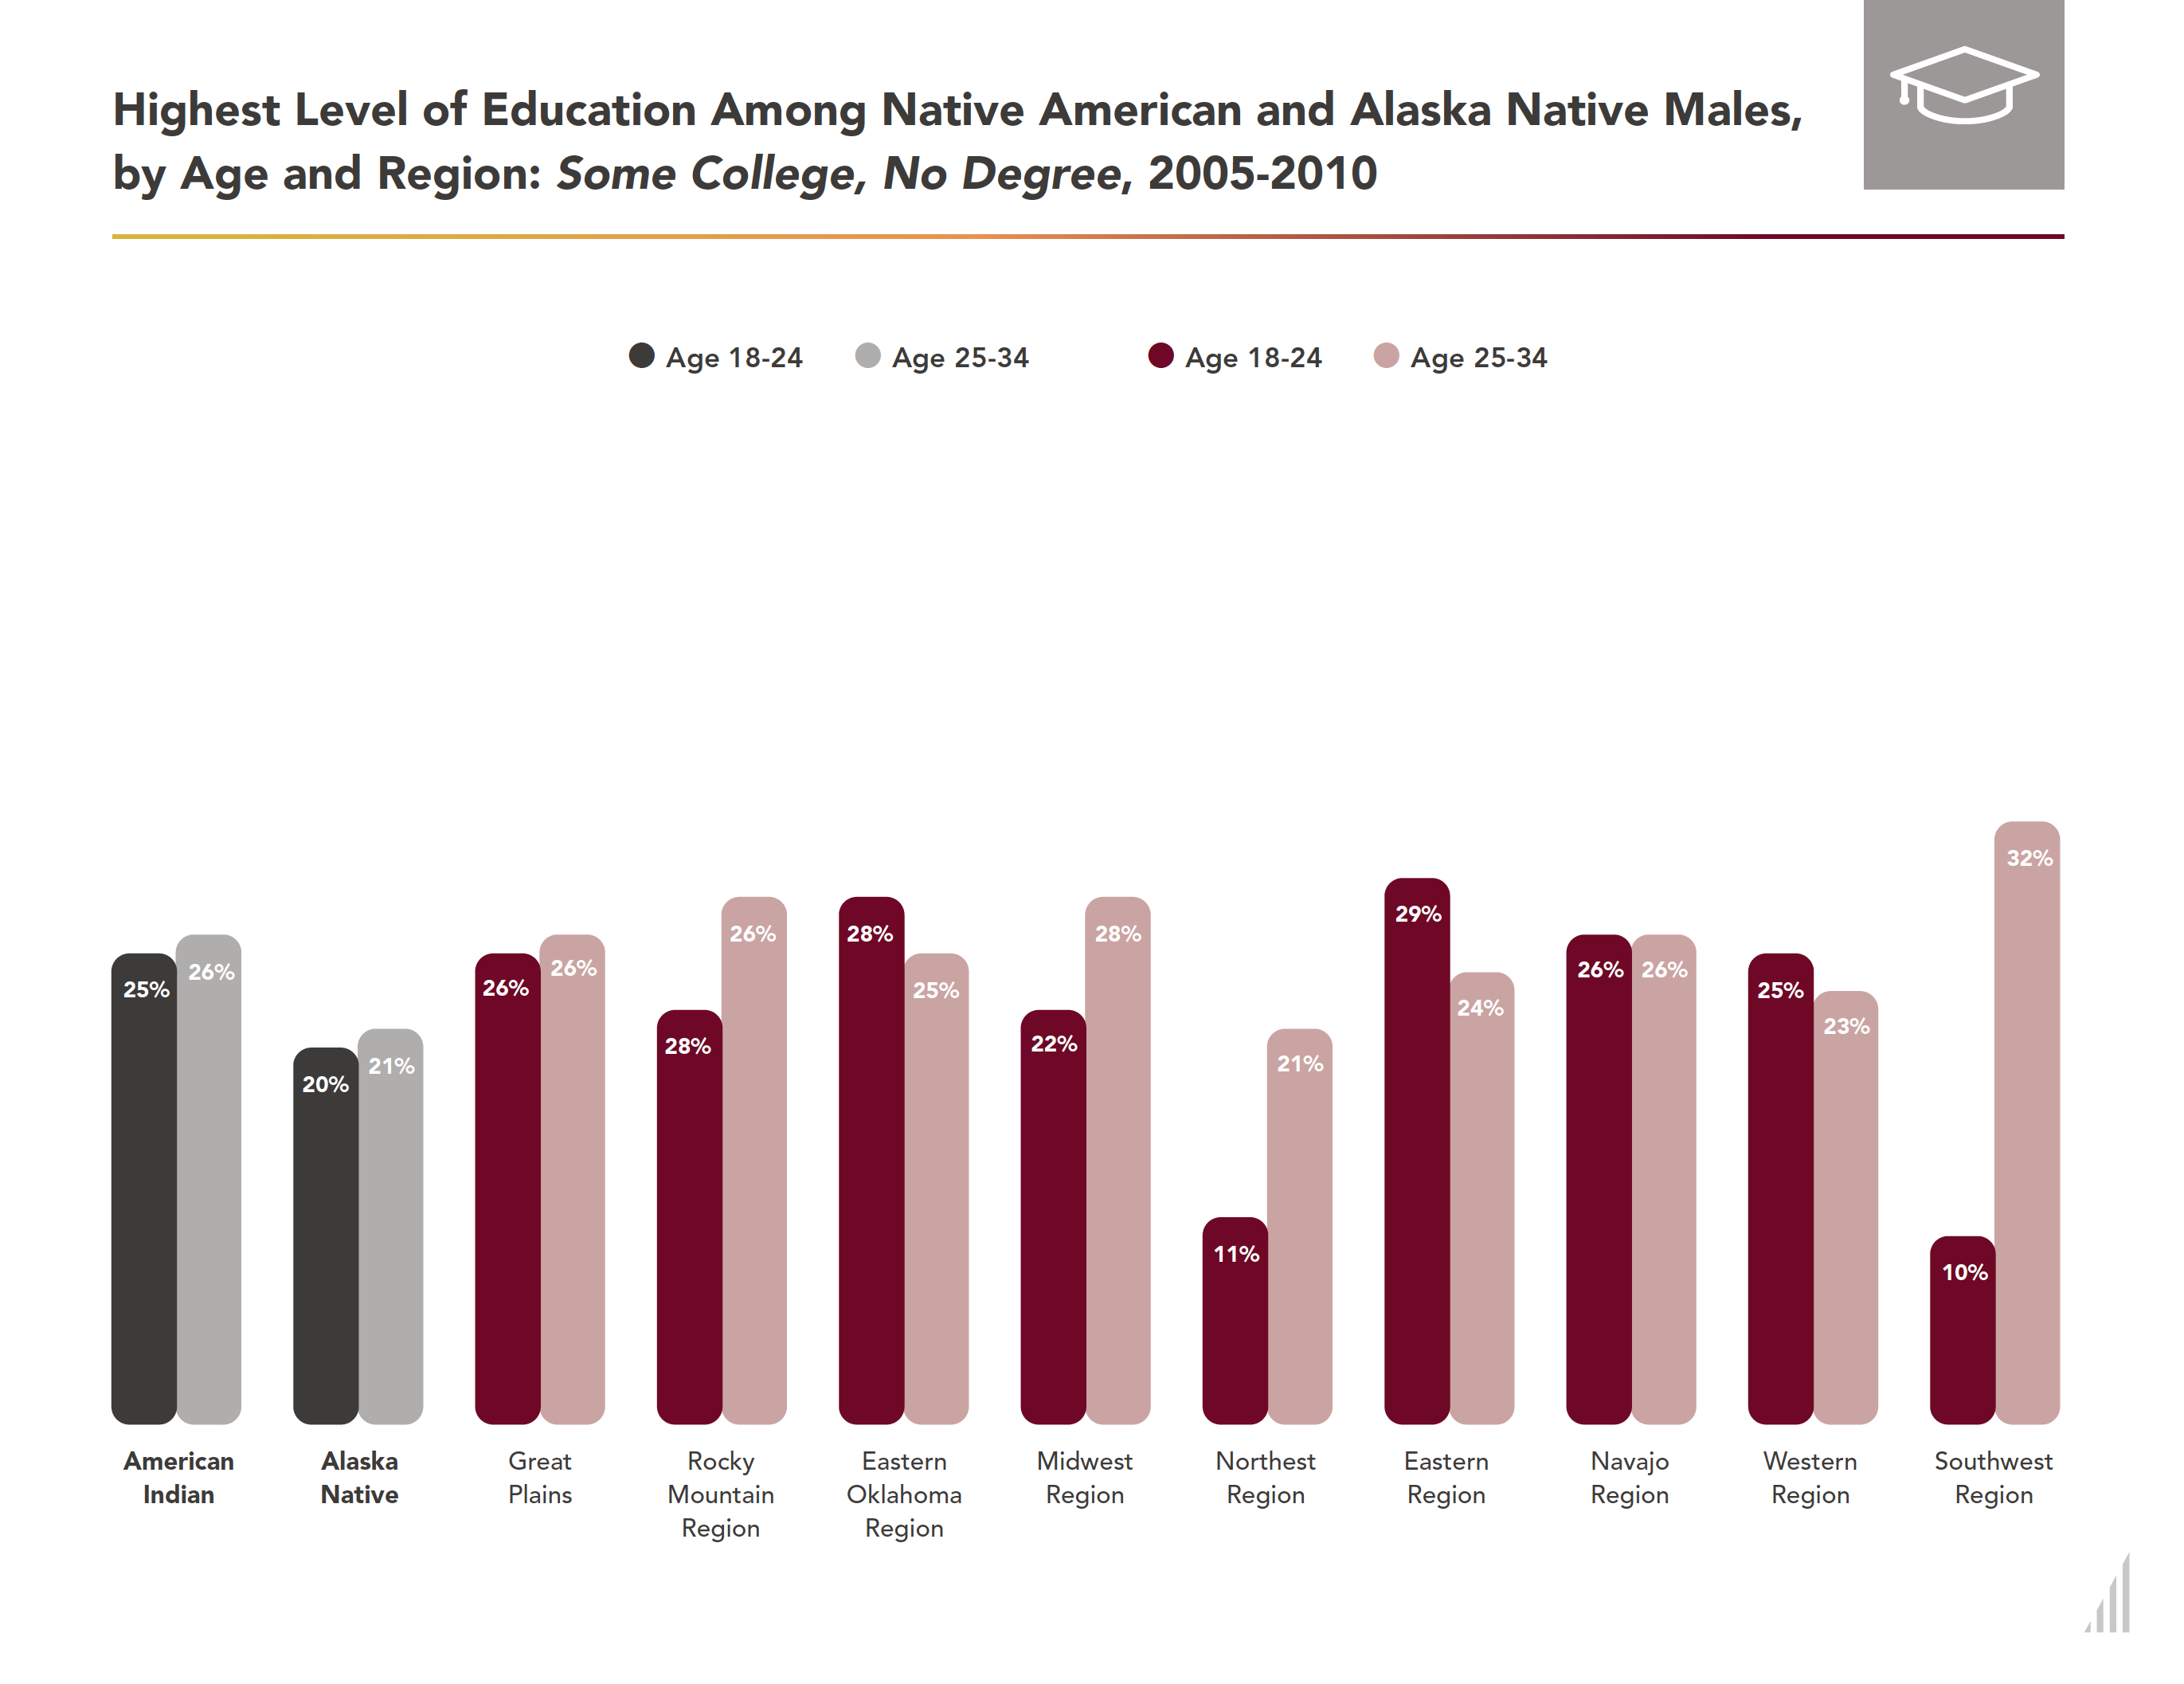 Highest Level of Education Among Native American and Alaska Native Males,
by Age and Region: Some College, No Degree, 2005-2010
Age 18-24 Age 25-34 Age 18-24 Age 25-34
25% 26% 20% 21% 26% 26% 28% 26% 28% 25% 22% 28% 11% 21% 29% 24% 26% 26% 25% 23% 10% 32%
American
Indian
Alaska
Native
Great
Plains
Rocky
Mountain
Region
Eastern
Oklahoma
Region
Midwest
Region
Northest
Region
Eastern
Region
Navajo
Region
Western
Region
Southwest
Region